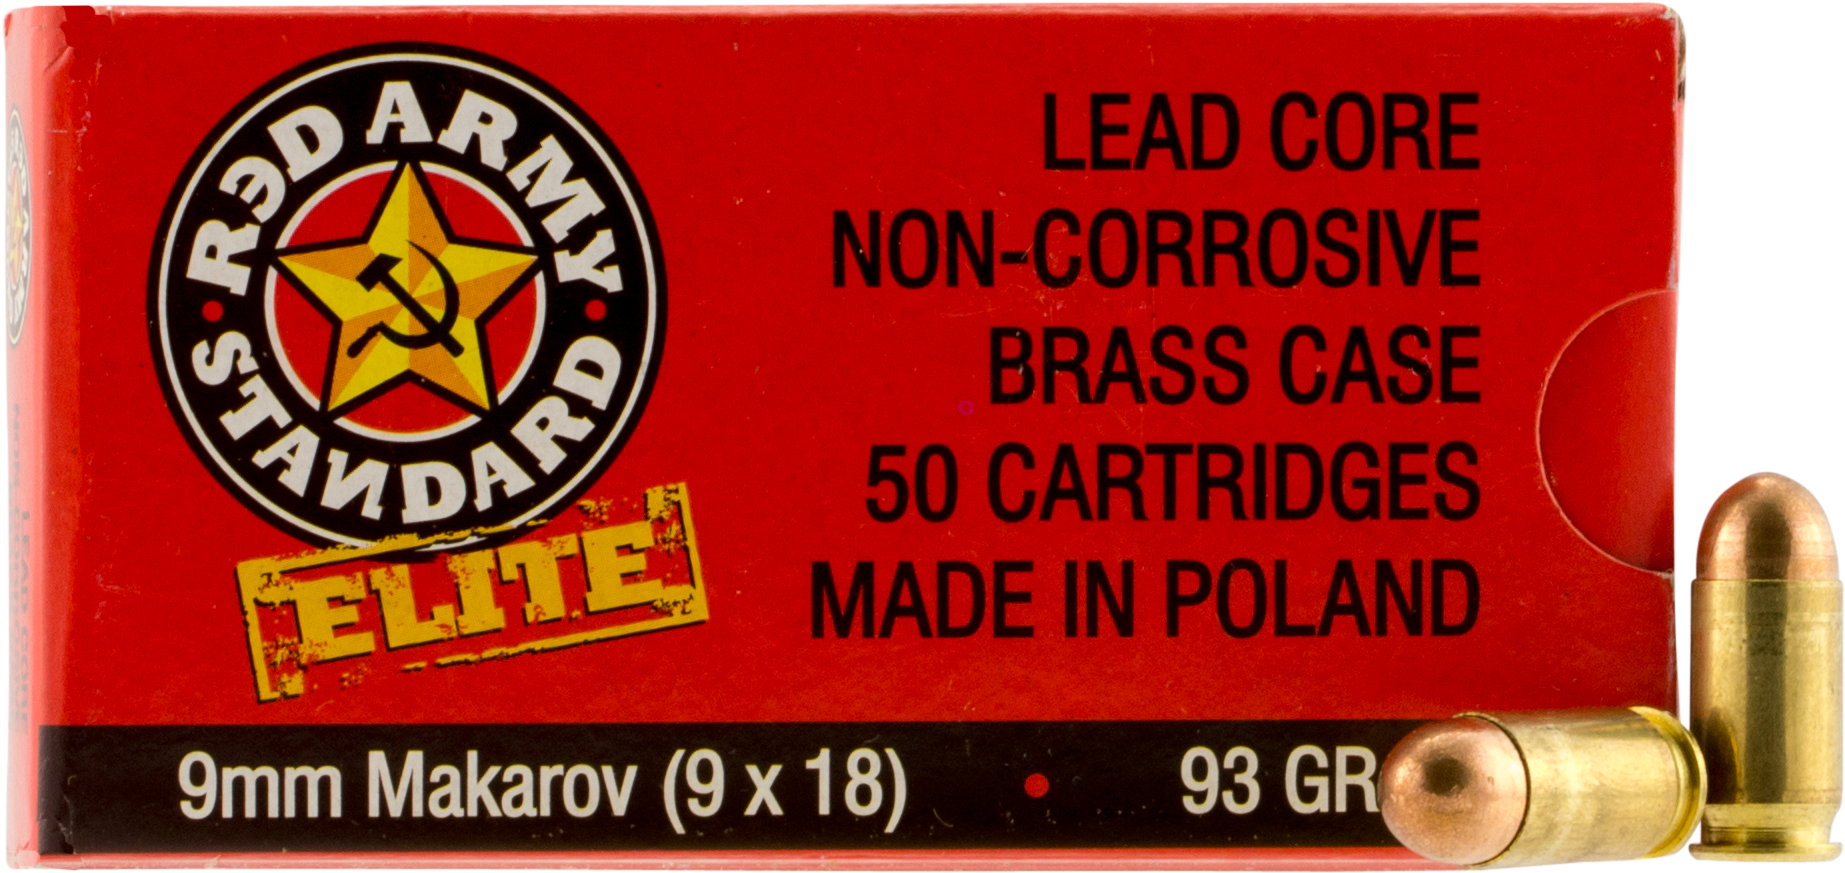 RED ARMY
STANDARD
ELITE
LEAD CORE
NON-CORROSIVE
BRASS CASE
50 CARTRIDGES
MADE IN POLAND
9mm Makarov (9 x 18) • 93 GR